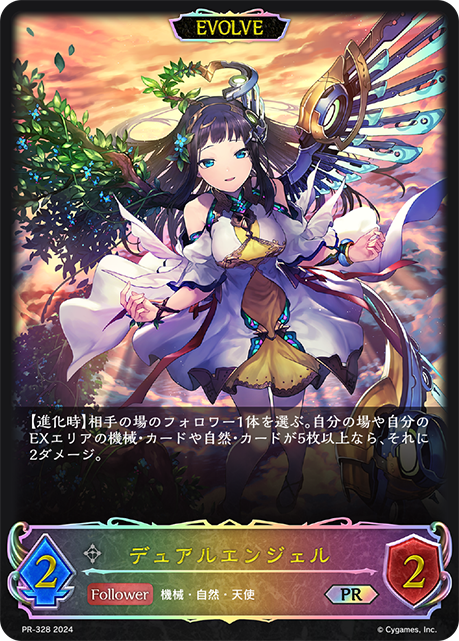 EVOLVE
【進化時】相手の場のフォロワー1体を選ぶ。自分の場や自分の
EXエリアの機械・カードや自然・カードが5枚以上なら、それに
2ダメージ。
デュアルエンジェル
2
2
Follower 機械・自然・天使
PR
PR-328 2024
© Cygames, Inc.